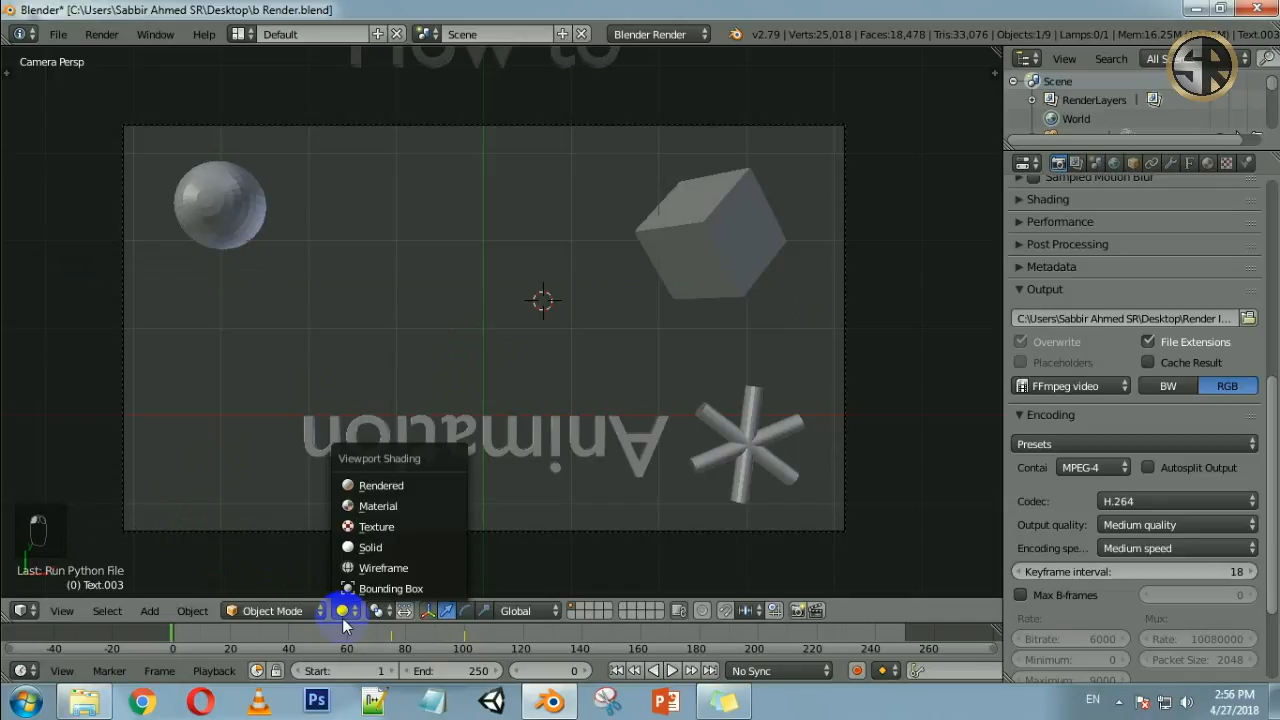 Blender* [C:\Users\Sabbir Ahmed SR\Desktop\b Render.blend]
File Render Window Help Default Scene Blender Render v2.79 | Verts:25,018 | Faces:18,478 | Tris:33,076 | Objects:1/9 | Lamps:0/1 | Mem:16.25M
Text.003
Camera Persp
How to
View Search All
Scene
RenderLayers
World
Sampled Motion Blur
Shading
Performance
Post Processing
Metadata
Output
C:\Users\Sabbir Ahmed SR\Desktop\Render I...
Overwrite File Extensions
Placeholders Cache Result
FFmpeg video BW RGB
Encoding
Presets
Contai MPEG-4 Autosplit Output
Codec: H.264
Output quality: Medium quality
Encoding spe... Medium speed
Keyframe interval: 18
Max B-frames 0
Rate: Mux:
Bitrate: 6000 Rate: 10080000
Minimum: 0 Packet Size: 2048
Animation
Viewport Shading
Rendered
Material
Texture
Solid
Wireframe
Bounding Box
Last: Run Python File
(0) Text.003
View Select Add Object Object Mode Global
-40 -20 0 20 40 60 80 100 120 140 160 180 200 220 240 260
View Marker Frame Playback Start: 1 End: 250 0 No Sync
EN 2:56 PM
4/27/2018